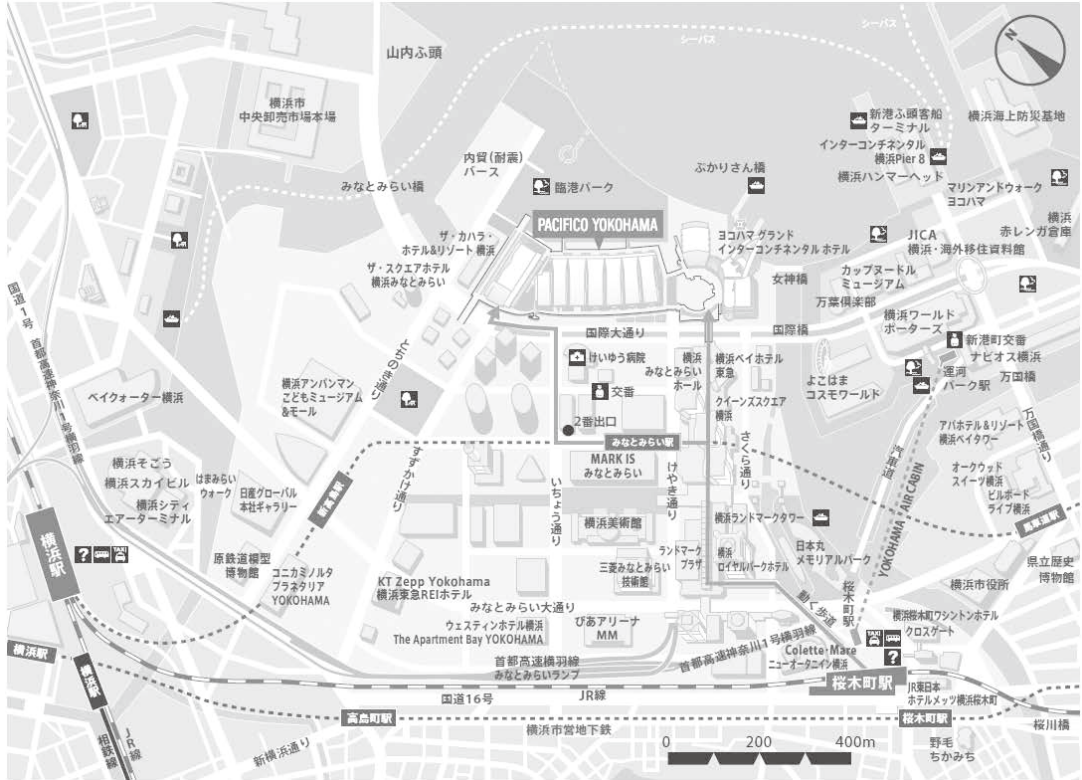 シーバス
シーバス
山内ふ頭
N
横浜市
中央卸売市場本場
新港ふ頭客船
ターミナル
横浜海上防災基地
インターコンチネンタル
横浜Pier 8
内貿(耐震)
バース
ぷかりさん橋
横浜ハンマーヘッド
みなとみらい橋
臨港パーク
マリンアンドウォーク
ヨコハマ
PACIFICO YOKOHAMA
横浜
赤レンガ倉庫
ザ・カハラ・
ホテル&リゾート 横浜
ヨコハマ グランド
インターコンチネンタル ホテル
JICA
横浜・海外移住資料館
ザ・スクエアホテル
横浜みなとみらい
女神橋
カップヌードル
ミュージアム
万葉倶楽部
国道1号
首都高速神奈川1号横羽線
国際大通り
国際橋
横浜ワールド
ポーターズ
とちのき通り
けいゆう病院
横浜
みなとみらい
ホール
横浜ベイホテル
東急
新港町交番
ナビオス横浜
運河
パーク駅
万国橋
よこはま
コスモワールド
横浜アンパンマン
こどもミュージアム
&モール
交番
クイーンズスクエア
横浜
ベイクォーター横浜
2番出口
アパホテル&リゾート
横浜ベイタワー
万国橋通り
みなとみらい駅
MARK IS
みなとみらい
さくら通り
汽車道
YOKOHAMA AIR CABIN
横浜そごう
横浜スカイビル
横浜シティ
エアーターミナル
はまみらい
ウォーク
日産グローバル
本社ギャラリー
新高島駅
すずかけ通り
いちょう通り
けやき通り
オークウッド
スイーツ横浜
ビルボード
ライブ横浜
馬車道駅
横浜美術館
横浜ランドマークタワー
横浜駅
?
TAXI
原鉄道模型
博物館
コニカミノルタ
プラネタリア
YOKOHAMA
三菱みなとみらい
技術館
ランドマーク
プラザ
横浜
ロイヤルパークホテル
日本丸
メモリアルパーク
県立歴史
博物館
横浜市役所
KT Zepp Yokohama
横浜東急REIホテル
みなとみらい大通り
動く歩道
桜木町駅
ウェスティンホテル横浜
The Apartment Bay YOKOHAMA
ぴあアリーナ
MM
横浜桜木町ワシントンホテル
クロスゲート
TAXI
?
横浜駅
横浜駅
首都高速横羽線
みなとみらいランプ
首都高速神奈川1号横羽線
Colette・Mare
ニューオータニイン横浜
桜木町駅
国道16号
JR線
JR東日本
ホテルメッツ横浜桜木町
高島町駅
横浜市営地下鉄
桜木町駅
桜川橋
相鉄線
JR線
新横浜通り
0 200 400m
野毛
ちかみち